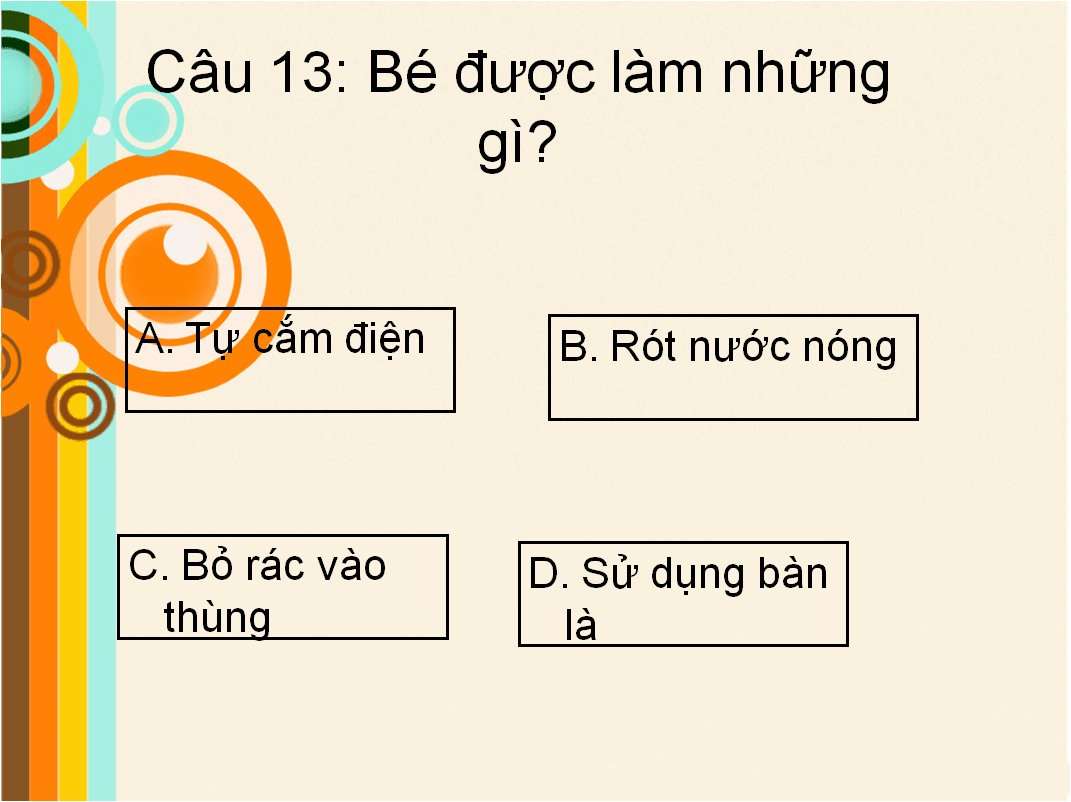 Câu 13: Bé được làm những
gì?
A. Tự cắm điện
B. Rót nước nóng
C. Bỏ rác vào
thùng
D. Sử dụng bàn
là